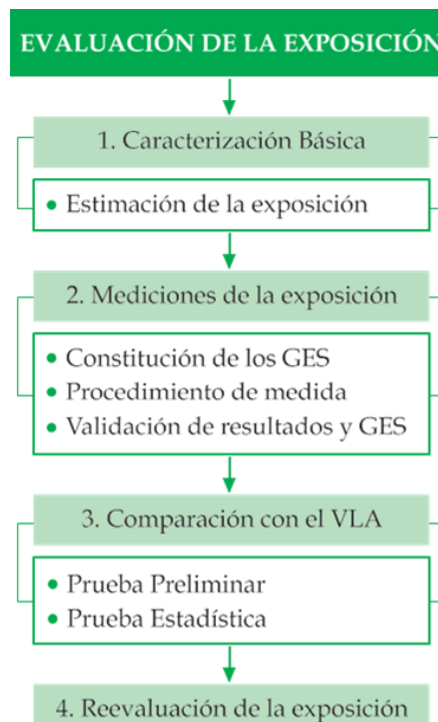 EVALUACIÓN DE LA EXPOSICIÓN
1. Caracterización Básica
• Estimación de la exposición
2. Mediciones de la exposición
• Constitución de los GES
• Procedimiento de medida
• Validación de resultados y GES
3. Comparación con el VLA
• Prueba Preliminar
• Prueba Estadística
4. Reevaluación de la exposición